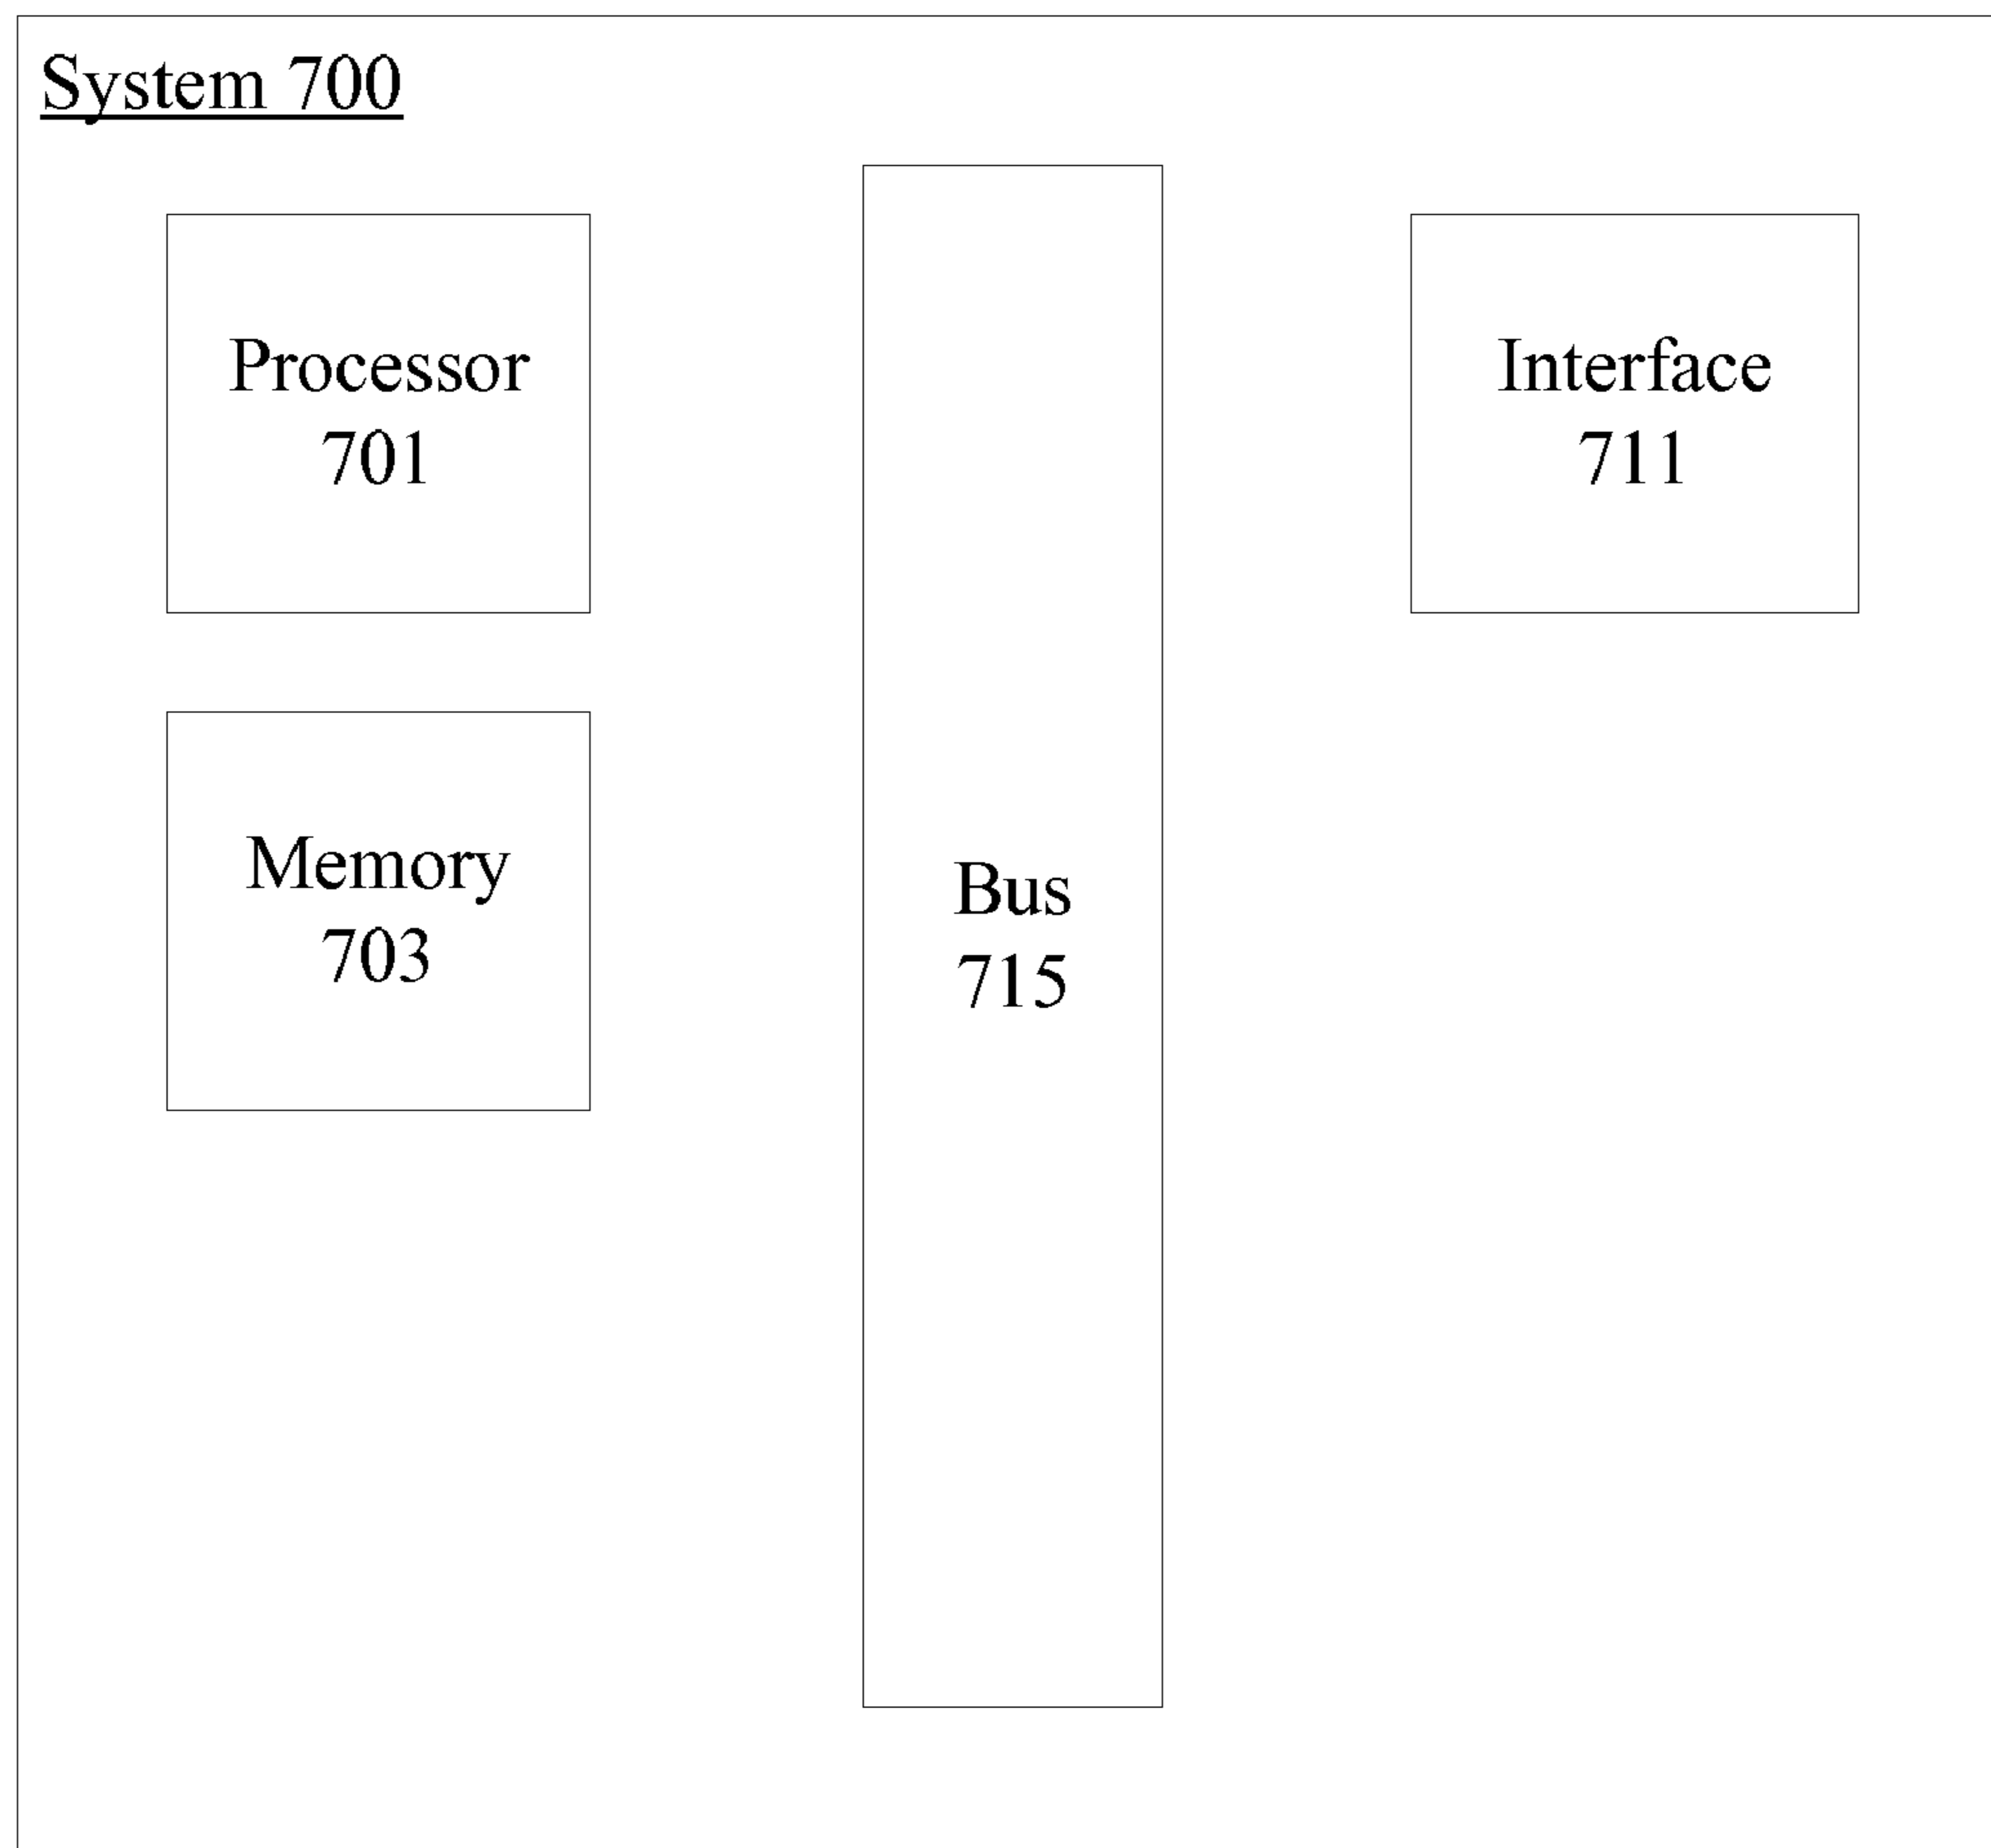 System 700
Processor
701
Interface
711
Memory
703
Bus
715